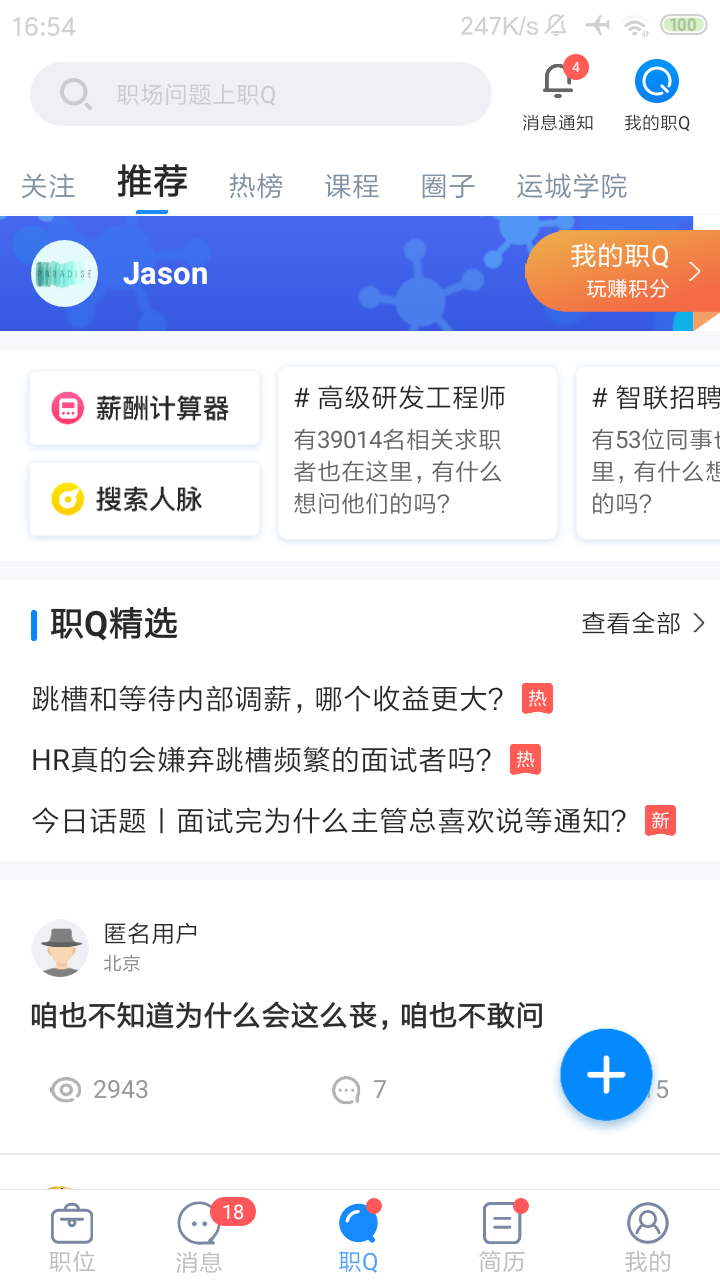 16:54
247K/s
100
职场问题上职Q
4
消息通知
我的职Q
关注
推荐
热榜
课程
圈子
运城学院
PARADISE
Jason
我的职Q
玩赚积分
薪酬计算器
搜索人脉
# 高级研发工程师
有39014名相关求职
者也在这里，有什么
想问他们的吗?
# 智联招聘
有53位同事也
里，有什么想
的吗?
职Q精选
查看全部
跳槽和等待内部调薪，哪个收益更大? 热
HR真的会嫌弃跳槽频繁的面试者吗? 热
今日话题丨面试完为什么主管总喜欢说等通知? 新
匿名用户
北京
咱也不知道为什么会这么丧，咱也不敢问
2943
7
5
职位
18
消息
职Q
简历
我的